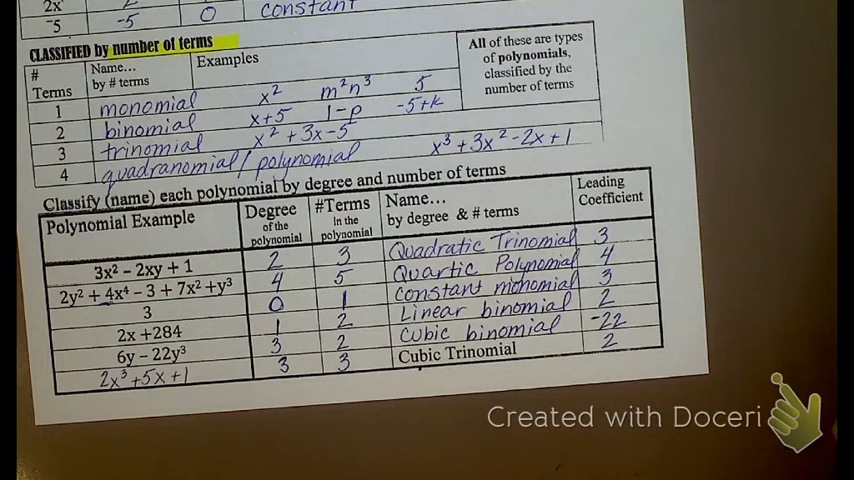 2x
-5 -5 0 constant
CLASSIFIED by number of terms
# Terms Name... by # terms Examples
All of these are types of polynomials, classified by the number of terms
1 monomial x² m²n³ 5
2 binomial x+5 1-p -5+k
3 trinomial x² + 3x-5
4 quadranomial/polynomial x³ + 3x² - 2x + 1
Classify (name) each polynomial by degree and number of terms
Polynomial Example Degree of the polynomial #Terms in the polynomial Name... by degree & # terms Leading Coefficient
3x² – 2xy + 1 2 3 Quadratic Trinomial 3
2y² + 4x⁴ – 3 + 7x² +y³ 4 5 Quartic Polynomial 4
3 0 1 Constant monomial 3
2x +284 1 2 Linear binomial 2
6y – 22y³ 3 2 Cubic binomial -22
2x³ +5x +1 3 3 Cubic Trinomial 2
Created with Doceri